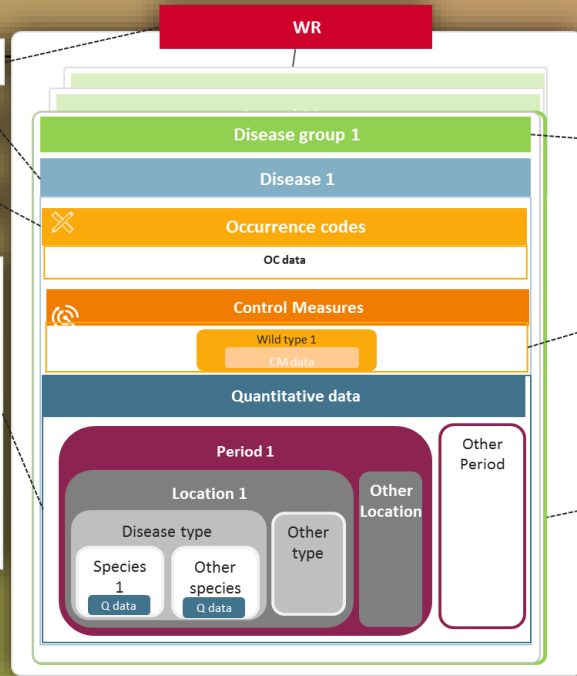 WR
Disease group 1
Disease 1
Occurrence codes
OC data
Control Measures
Wild type 1
CM data
Quantitative data
Period 1
Other
Period
Location 1
Other
Location
Disease type
Other
type
Species
1
Other
species
Q data
Q data